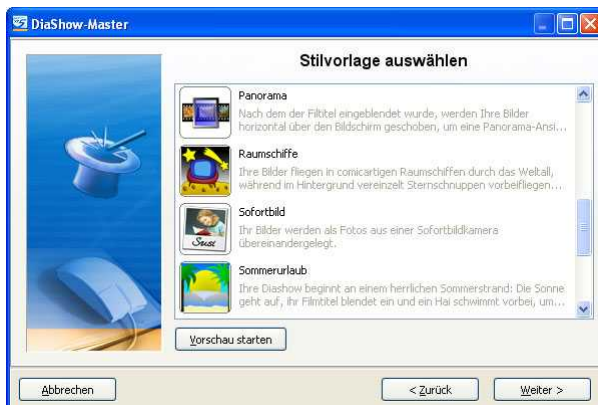 DiaShow-Master
Stilvorlage auswählen
Panorama
Nach dem der Filtitel eingeblendet wurde, werden Ihre Bilder
horizontal über den Bildschirm geschoben, um eine Panorama-Ansi...
Raumschiffe
Ihre Bilder fliegen in comicartigen Raumschiffen durch das Weltall,
während im Hintergrund vereinzelt Sternschnuppen vorbeifliegen...
Sofortbild
Ihr Bilder werden als Fotos aus einer Sofortbildkamera
übereinandergelegt.
Susi
Sommerurlaub
Ihre Diashow beginnt an einem herrlichen Sommerstrand: Die Sonne
geht auf, ihr Filmtitel blendet ein und ein Hai schwimmt vorbei, um...
Vorschau starten
Abbrechen
< Zurück
Weiter >